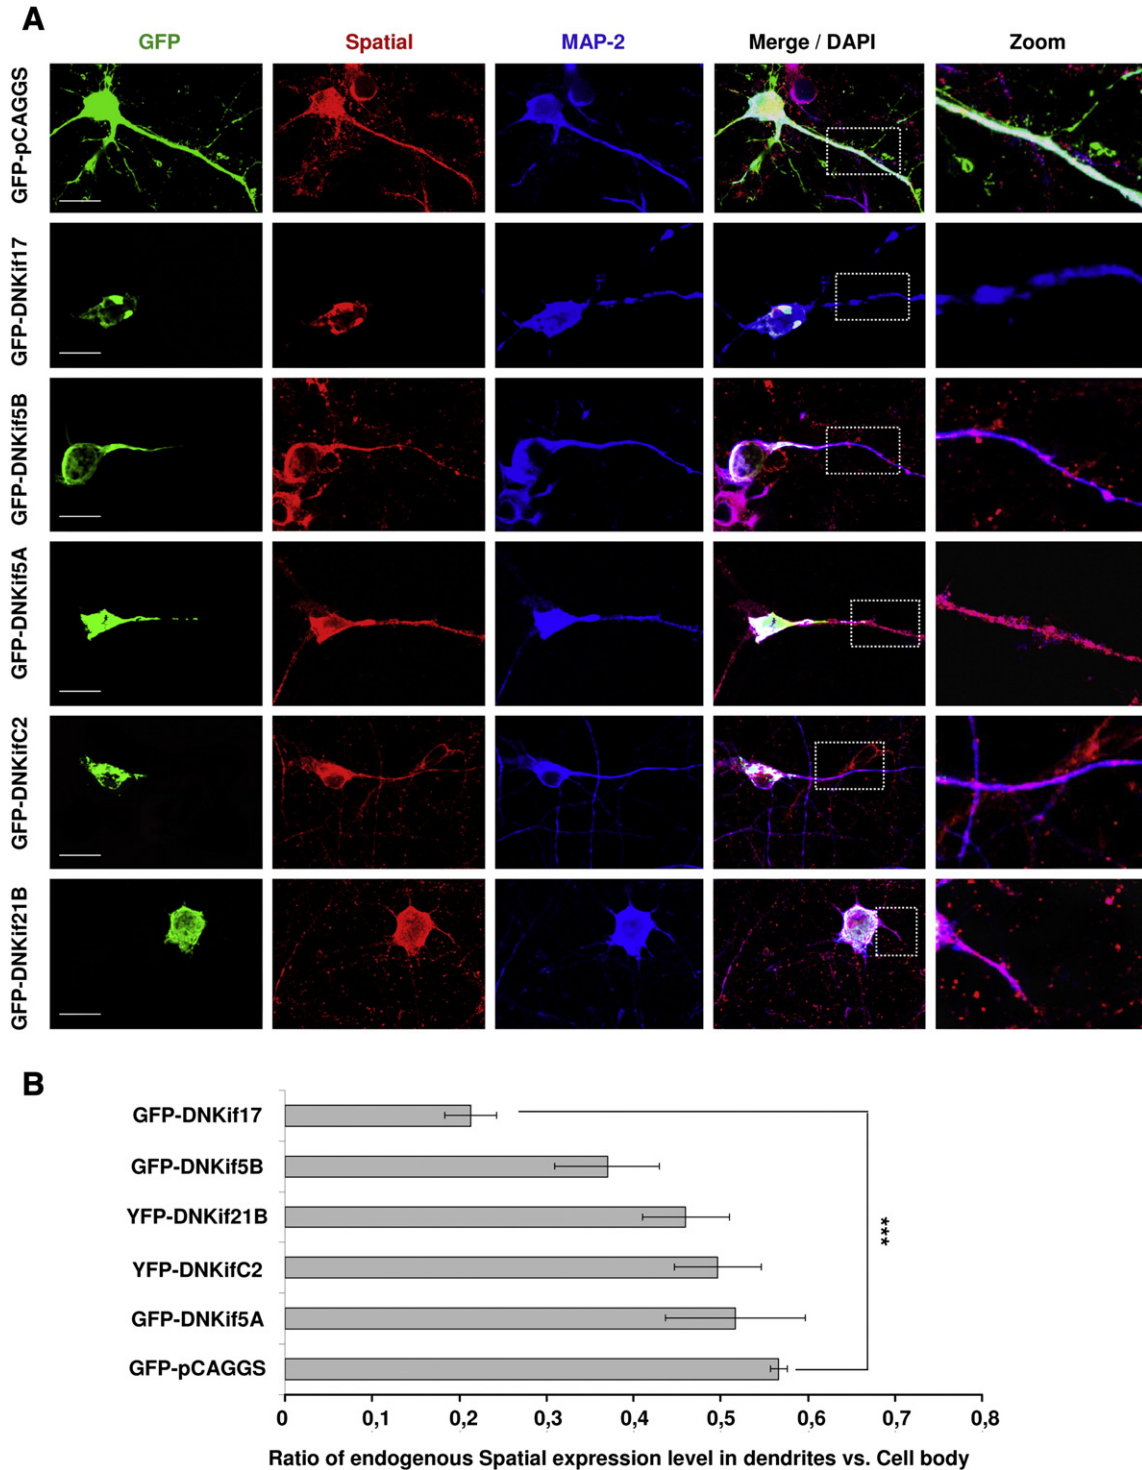 A
GFP
Spatial
MAP-2
Merge / DAPI
Zoom
GFP-pCAGGS
GFP-DNKif17
GFP-DNKif5B
GFP-DNKif5A
GFP-DNKifC2
GFP-DNKif21B
B
GFP-DNKif17
GFP-DNKif5B
YFP-DNKif21B
YFP-DNKifC2
GFP-DNKif5A
GFP-pCAGGS
***
0 0,1 0,2 0,3 0,4 0,5 0,6 0,7 0,8
Ratio of endogenous Spatial expression level in dendrites vs. Cell body